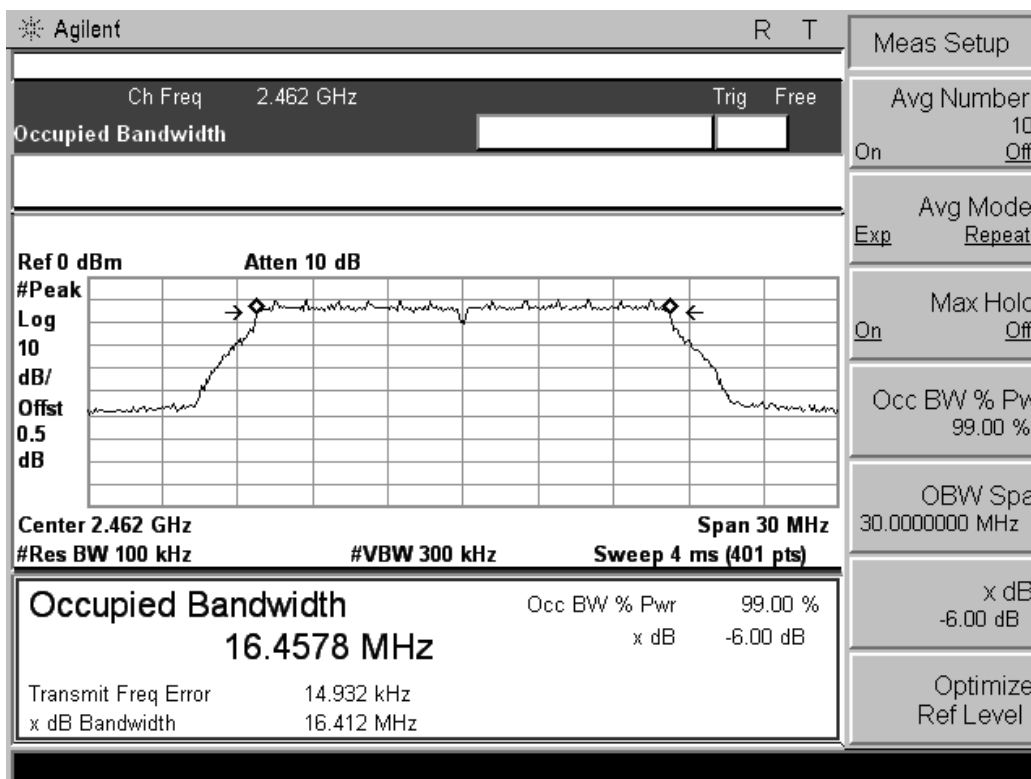 Agilent R T
Ch Freq 2.462 GHz Trig Free
Occupied Bandwidth
Ref 0 dBm Atten 10 dB
#Peak
Log
10
dB/
Offst
0.5
dB
Center 2.462 GHz Span 30 MHz
#Res BW 100 kHz #VBW 300 kHz Sweep 4 ms (401 pts)
Occupied Bandwidth
16.4578 MHz
Occ BW % Pwr 99.00 %
x dB -6.00 dB
Transmit Freq Error 14.932 kHz
x dB Bandwidth 16.412 MHz
Meas Setup
Avg Number
10
On Off
Avg Mode
Exp Repeat
Max Hold
On Off
Occ BW % Pw
99.00 %
OBW Spa
30.0000000 MHz
x dB
-6.00 dB
Optimize
Ref Level